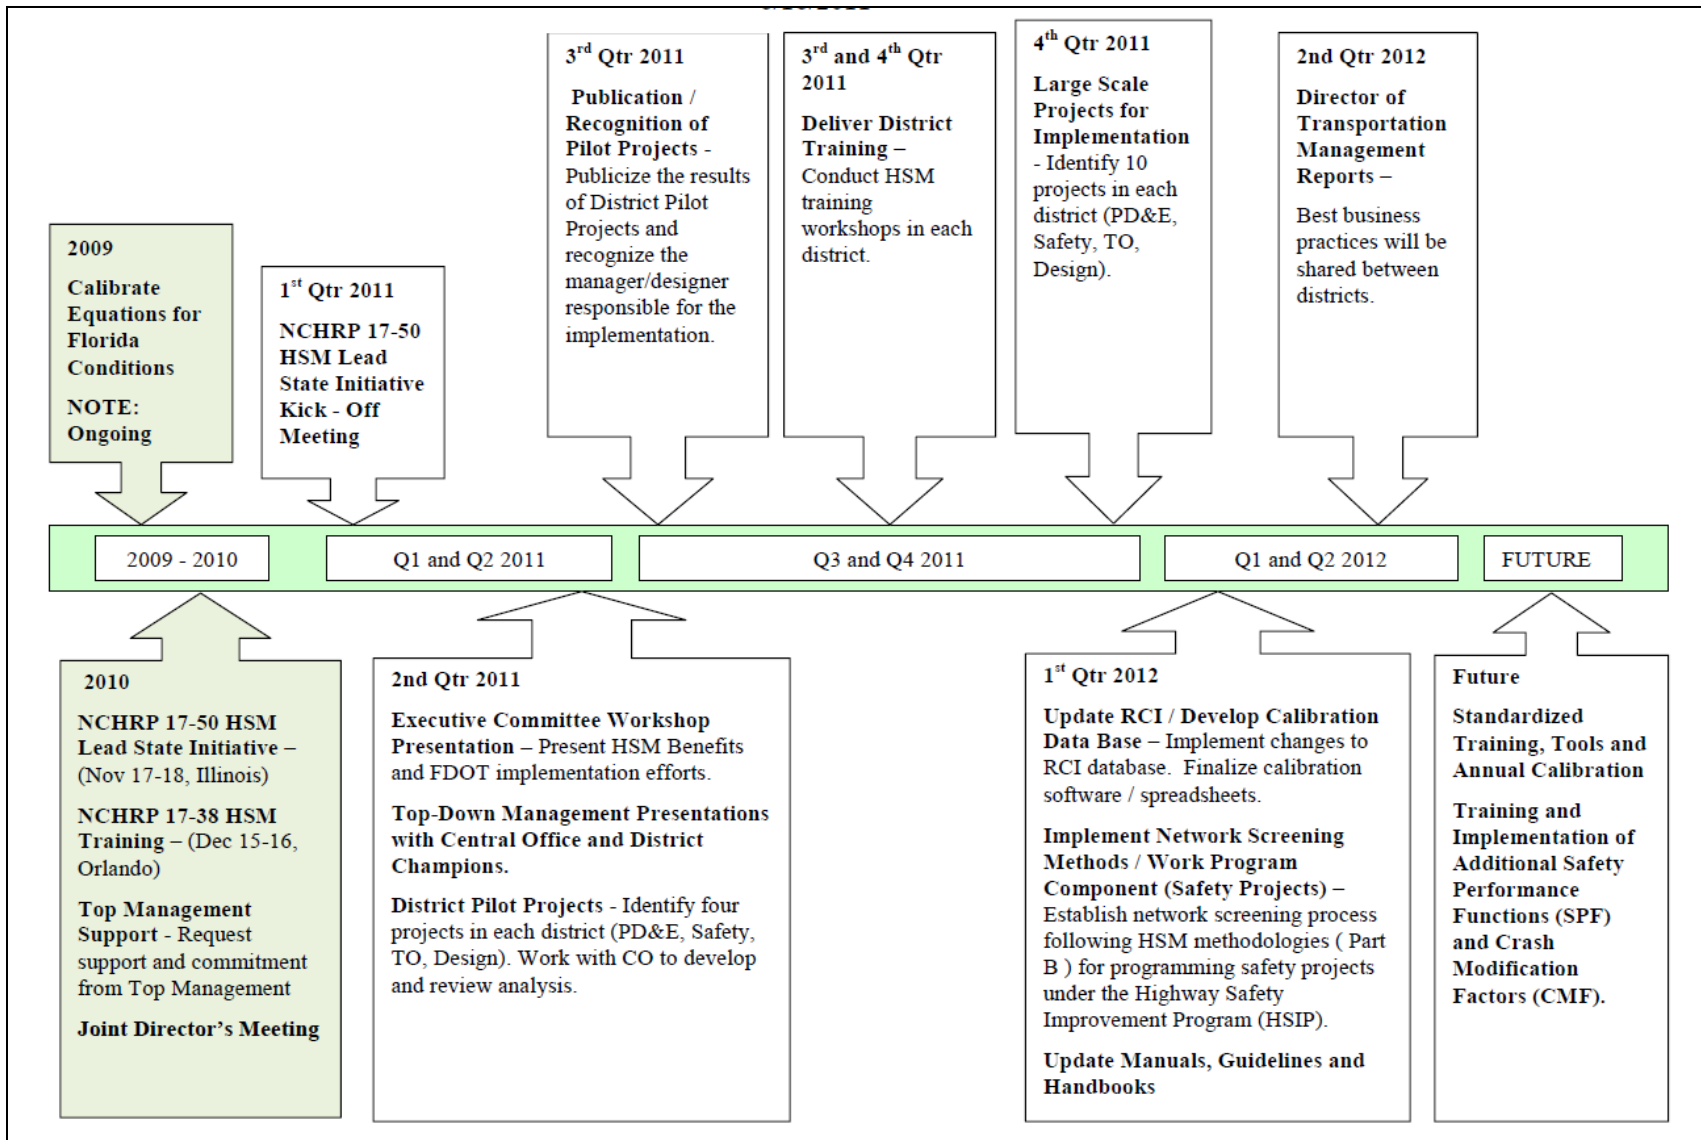 3rd Qtr 2011
Publication /
Recognition of
Pilot Projects -
Publicize the results
of District Pilot
Projects and
recognize the
manager/designer
responsible for the
implementation.
3rd and 4th Qtr
2011
Deliver District
Training –
Conduct HSM
training
workshops in each
district.
4th Qtr 2011
Large Scale
Projects for
Implementation
- Identify 10
projects in each
district (PD&E,
Safety, TO,
Design).
2nd Qtr 2012
Director of
Transportation
Management
Reports –
Best business
practices will be
shared between
districts.
2009
Calibrate
Equations for
Florida
Conditions
NOTE:
Ongoing
1st Qtr 2011
NCHRP 17-50
HSM Lead
State Initiative
Kick - Off
Meeting
2009 - 2010
Q1 and Q2 2011
Q3 and Q4 2011
Q1 and Q2 2012
FUTURE
2010
NCHRP 17-50 HSM
Lead State Initiative –
(Nov 17-18, Illinois)
NCHRP 17-38 HSM
Training – (Dec 15-16,
Orlando)
Top Management
Support - Request
support and commitment
from Top Management
Joint Director’s Meeting
2nd Qtr 2011
Executive Committee Workshop
Presentation – Present HSM Benefits
and FDOT implementation efforts.
Top-Down Management Presentations
with Central Office and District
Champions.
District Pilot Projects - Identify four
projects in each district (PD&E, Safety,
TO, Design). Work with CO to develop
and review analysis.
1st Qtr 2012
Update RCI / Develop Calibration
Data Base – Implement changes to
RCI database. Finalize calibration
software / spreadsheets.
Implement Network Screening
Methods / Work Program
Component (Safety Projects) –
Establish network screening process
following HSM methodologies ( Part
B ) for programming safety projects
under the Highway Safety
Improvement Program (HSIP).
Update Manuals, Guidelines and
Handbooks
Future
Standardized
Training, Tools and
Annual Calibration
Training and
Implementation of
Additional Safety
Performance
Functions (SPF)
and Crash
Modification
Factors (CMF).